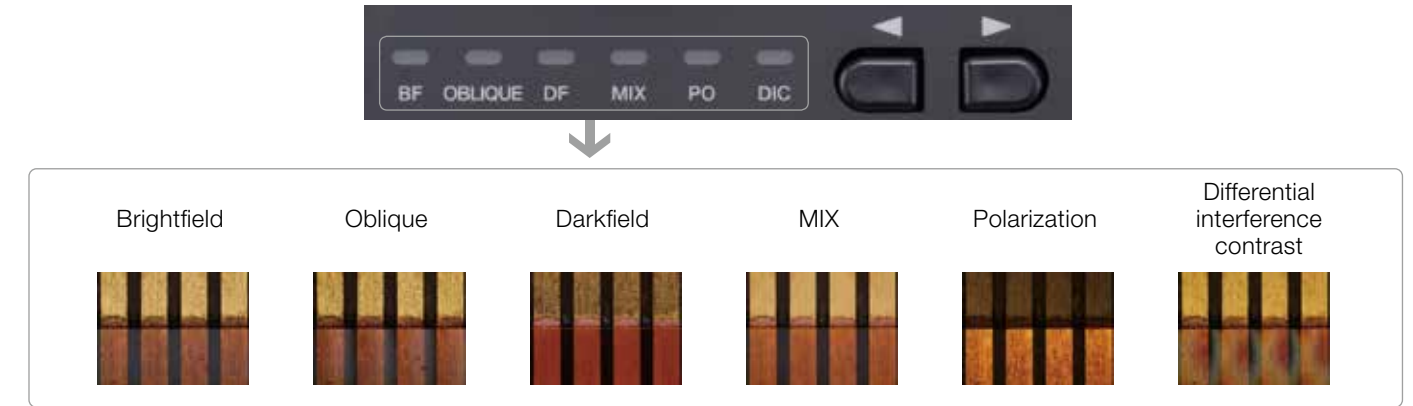 BF OBLIQUE DF MIX PO DIC
Brightfield Oblique Darkfield MIX Polarization Differential
interference
contrast